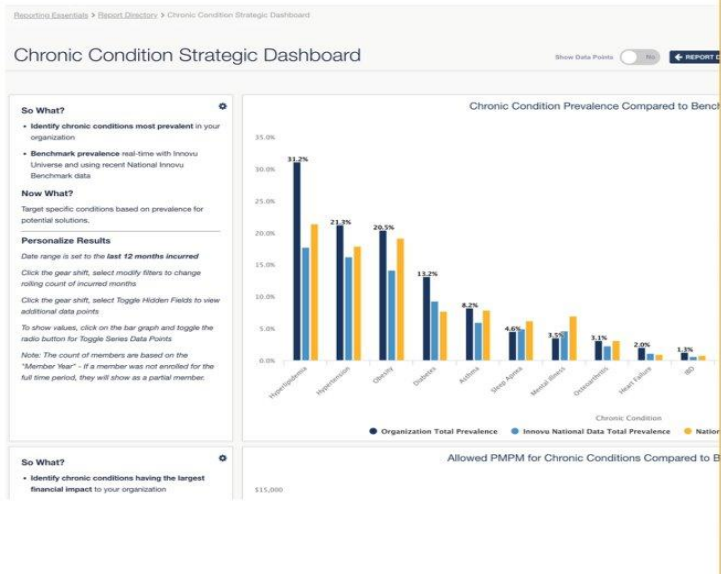 Reporting Essentials > Report Directory > Chronic Condition Strategic Dashboard
Chronic Condition Strategic Dashboard
Show Data Points No
REPORT D
So What?
• Identify chronic conditions most prevalent in your
organization
• Benchmark prevalence real-time with Innovu
Universe and using recent National Innovu
Benchmark data
Now What?
Target specific conditions based on prevalence for
potential solutions.
Personalize Results
Date range is set to the last 12 months incurred
Click the gear shift, select modify filters to change
rolling count of incurred months
Click the gear shift, select Toggle Hidden Fields to view
additional data points
To show values, click on the bar graph and toggle the
radio button for Toggle Series Data Points
Note: The count of members are based on the
"Member Year" - If a member was not enrolled for the
full time period, they will show as a partial member.
Chronic Condition Prevalence Compared to Bench
35.0%
30.0%
25.0%
20.0%
15.0%
10.0%
5.0%
0.0%
31.2%
21.3%
20.5%
13.2%
8.2%
4.6%
3.5%
3.1%
2.0%
1.3%
Hyperlipidemia
Hypertension
Obesity
Diabetes
Asthma
Sleep Apnea
Mental Illness
Osteoarthritis
Heart Failure
IBD
Chronic Condition
Organization Total Prevalence Innovu National Data Total Prevalence Nation
So What?
• Identify chronic conditions having the largest
financial impact to your organization
Allowed PMPM for Chronic Conditions Compared to B
$15,000